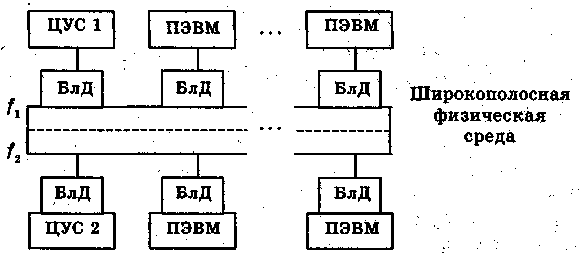 ЦУС 1 ПЭВМ ... ПЭВМ
БлД БлД БлД
f₁
Широкополосная
физическая
среда
...
f₂
БлД БлД БлД
ЦУС 2 ПЭВМ ПЭВМ